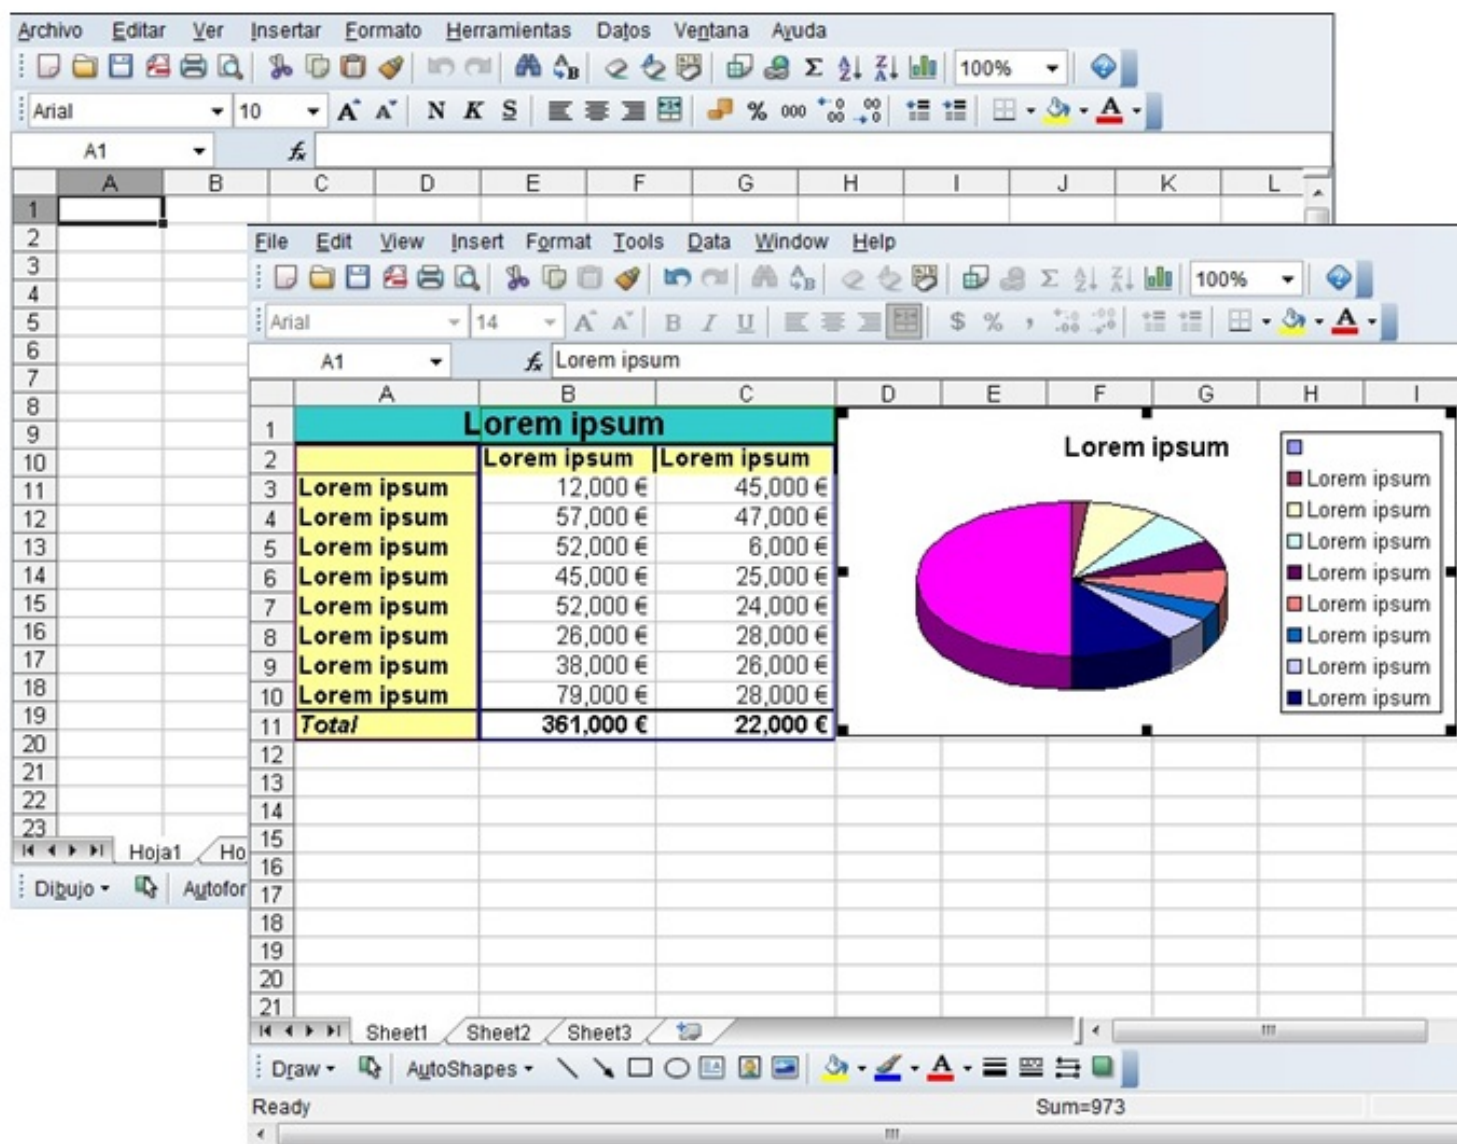 Archivo Editar Ver Insertar Formato Herramientas Datos Ventana Ayuda
100%
Arial 10 A A N K S % 000 A
A1 fx
A B C D E F G H I J K L
1
2
3
4
5
6
7
8
9
10
11
12
13
14
15
16
17
18
19
20
21
22
23
Hoja1 Ho
Dibujo Autofor
File Edit View Insert Format Tools Data Window Help
100%
Arial 14 A A B I U $ % , A
A1 fx Lorem ipsum
A B C D E F G H I
1 Lorem ipsum
2 Lorem ipsum Lorem ipsum
3 Lorem ipsum 12,000 € 45,000 €
4 Lorem ipsum 57,000 € 47,000 €
5 Lorem ipsum 52,000 € 6,000 €
6 Lorem ipsum 45,000 € 25,000 €
7 Lorem ipsum 52,000 € 24,000 €
8 Lorem ipsum 26,000 € 28,000 €
9 Lorem ipsum 38,000 € 26,000 €
10 Lorem ipsum 79,000 € 28,000 €
11 Total 361,000 € 22,000 €
12
13
14
15
16
17
18
19
20
21
Lorem ipsum
Lorem ipsum
Lorem ipsum
Lorem ipsum
Lorem ipsum
Lorem ipsum
Lorem ipsum
Lorem ipsum
Lorem ipsum
Sheet1 Sheet2 Sheet3
Draw AutoShapes A
Ready Sum=973